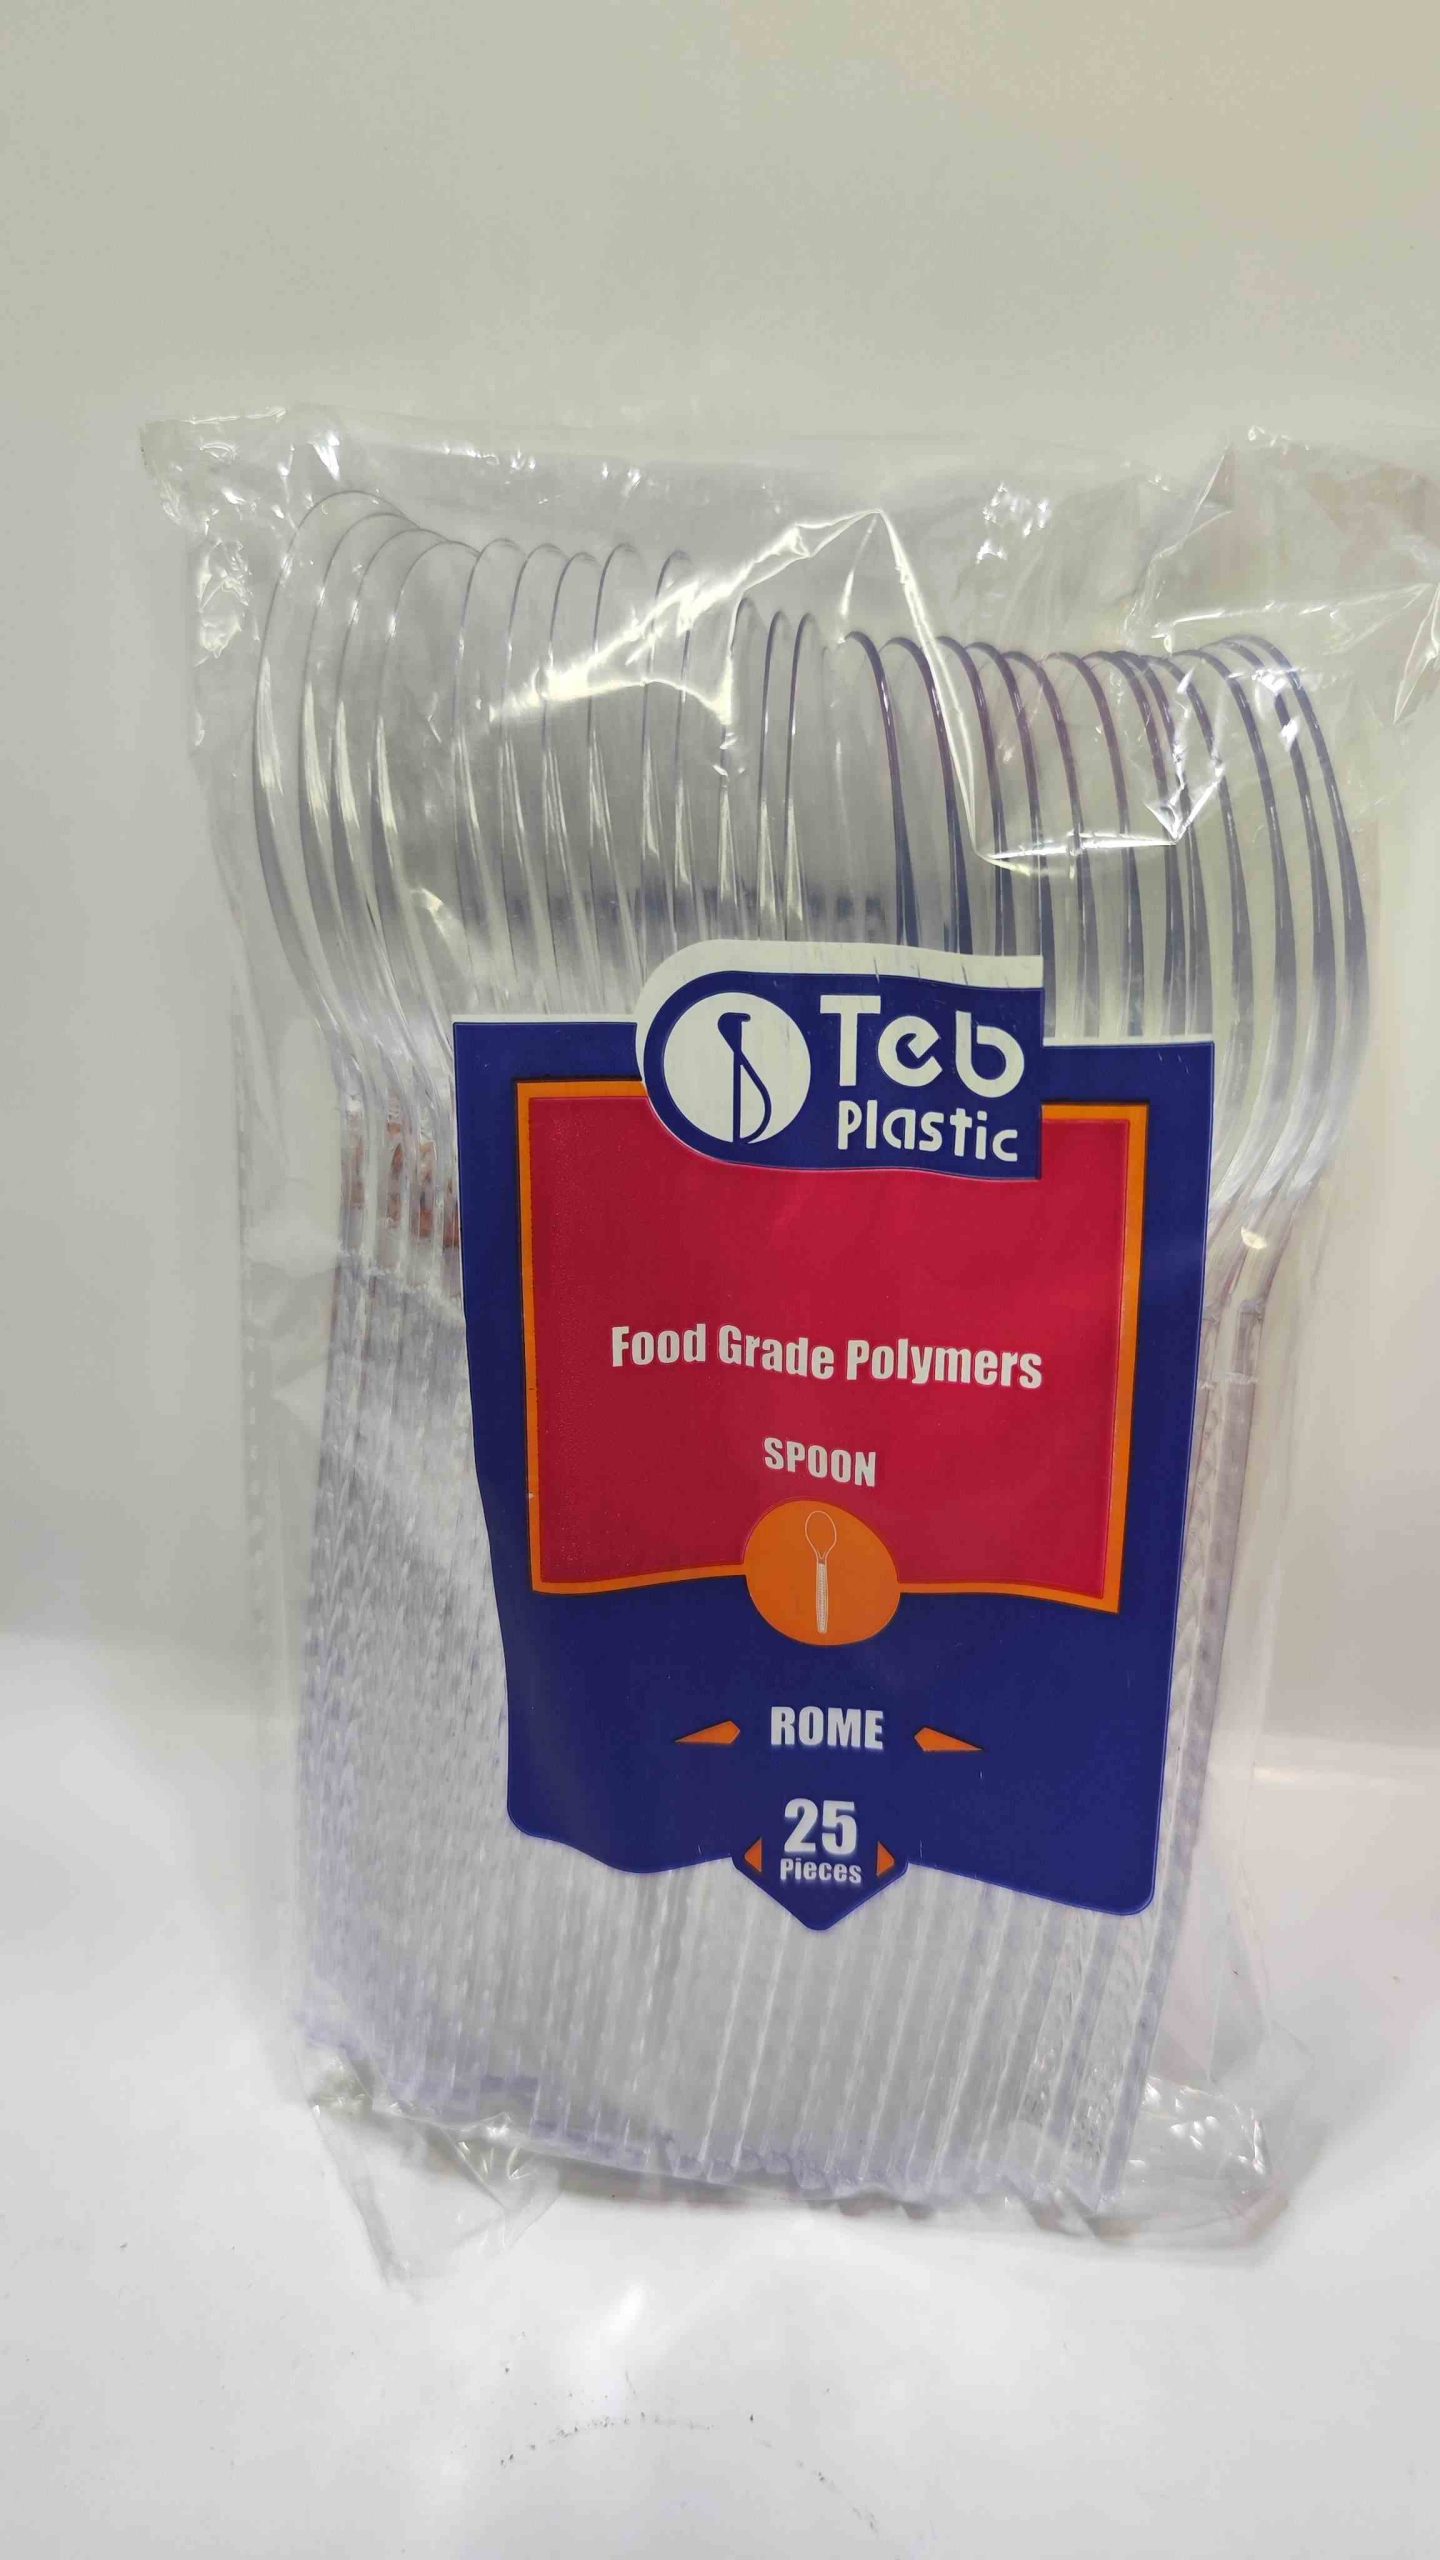 Teb
Plastic
Food Grade Polymers
SPOON
ROME
25
Pieces